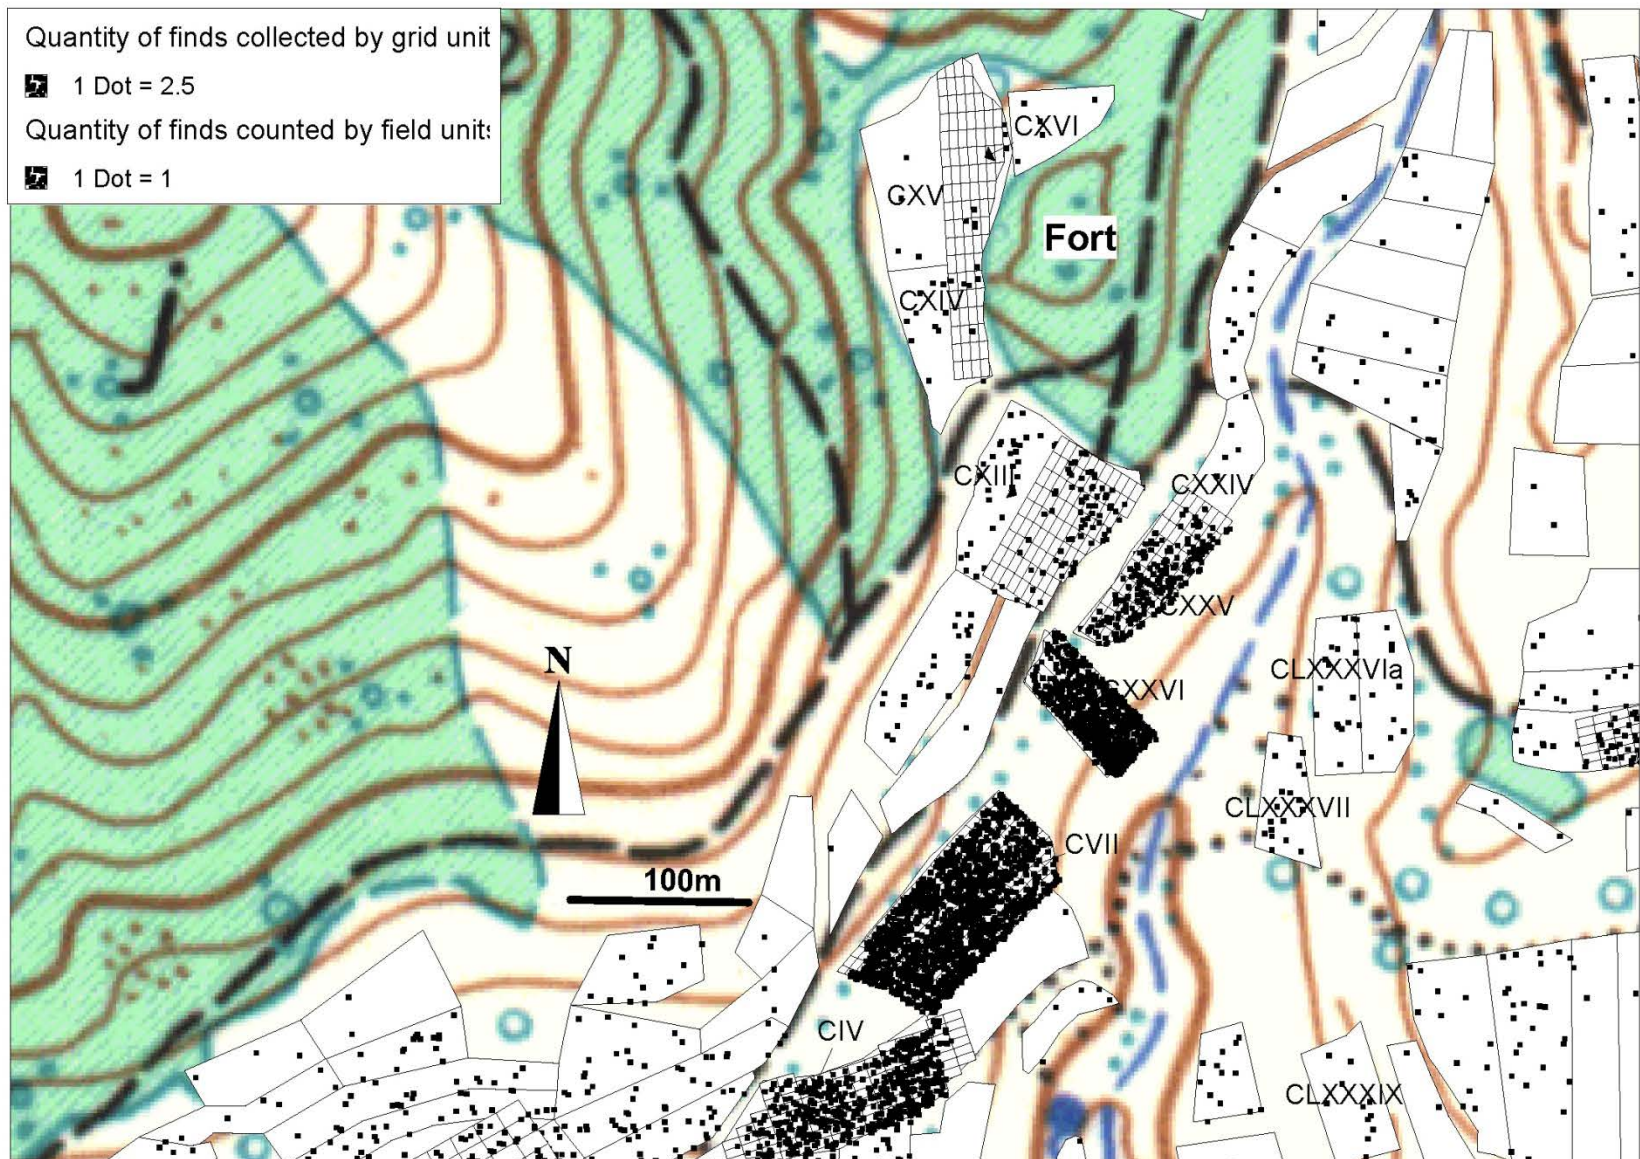 Quantity of finds collected by grid unit
1 Dot = 2.5
Quantity of finds counted by field units
1 Dot = 1
CXVI
CXV
Fort
CXIV
CXIII
CXXIV
CXXV
N
CLXXXVIa
CXXVI
CLXXXVII
CVII
100m
CIV
CLXXXIX